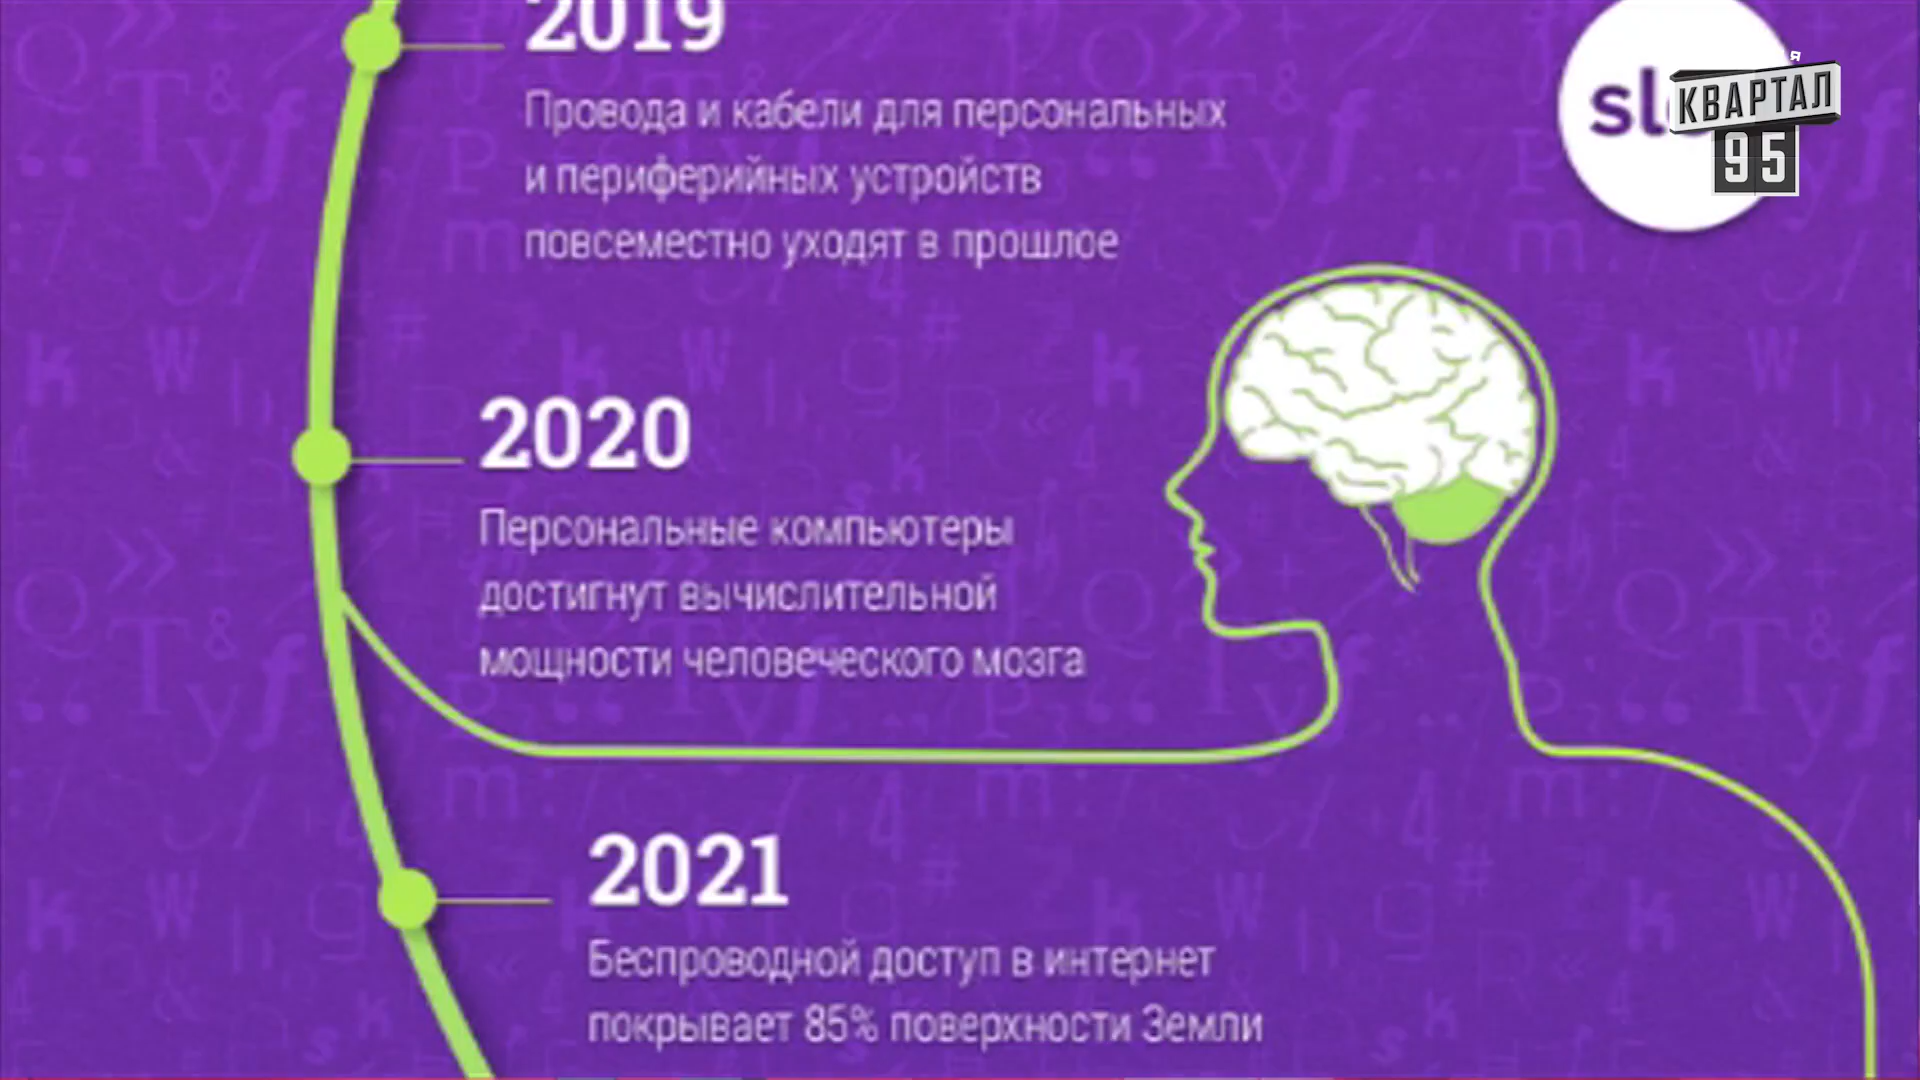 2019
Провода и кабели для персональных
и периферийных устройств
повсеместно уходят в прошлое
я
КВАРТАЛ
95
2020
Персональные компьютеры
достигнут вычислительной
мощности человеческого мозга
2021
Беспроводной доступ в интернет
покрывает 85% поверхности Земли